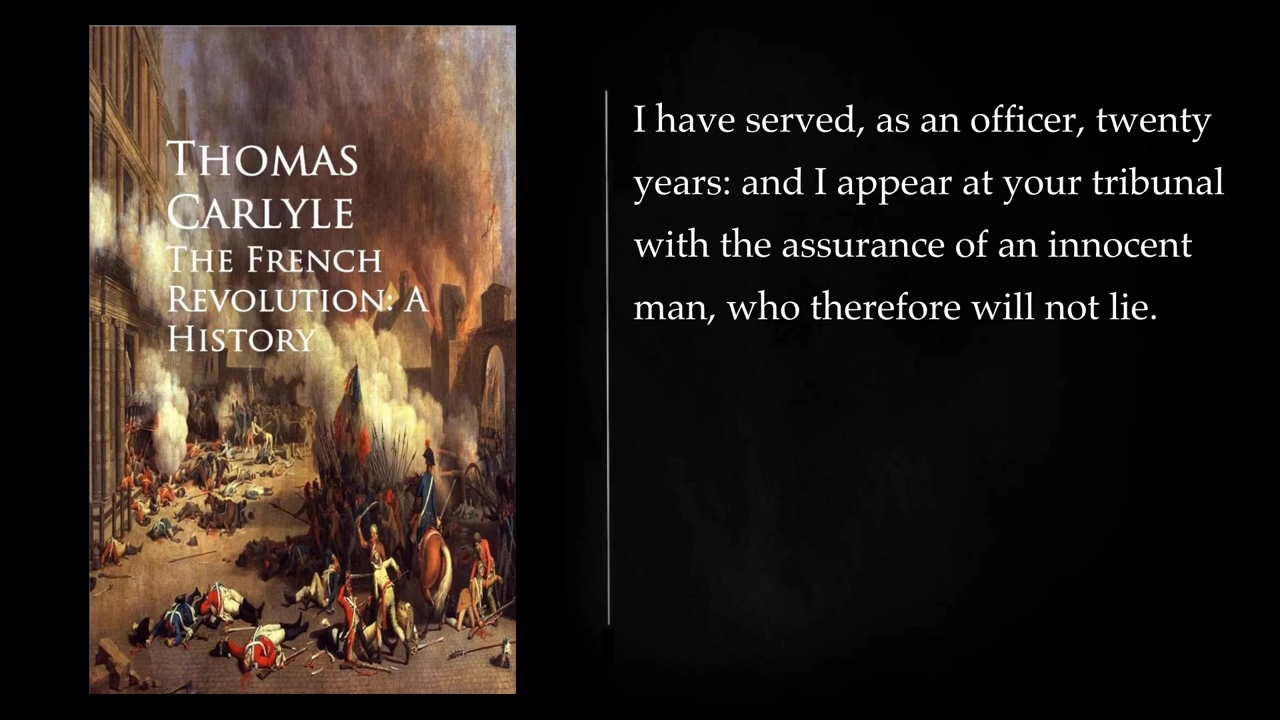 THOMAS
CARLYLE
THE FRENCH
REVOLUTION: A
HISTORY
I have served, as an officer, twenty
years: and I appear at your tribunal
with the assurance of an innocent
man, who therefore will not lie.